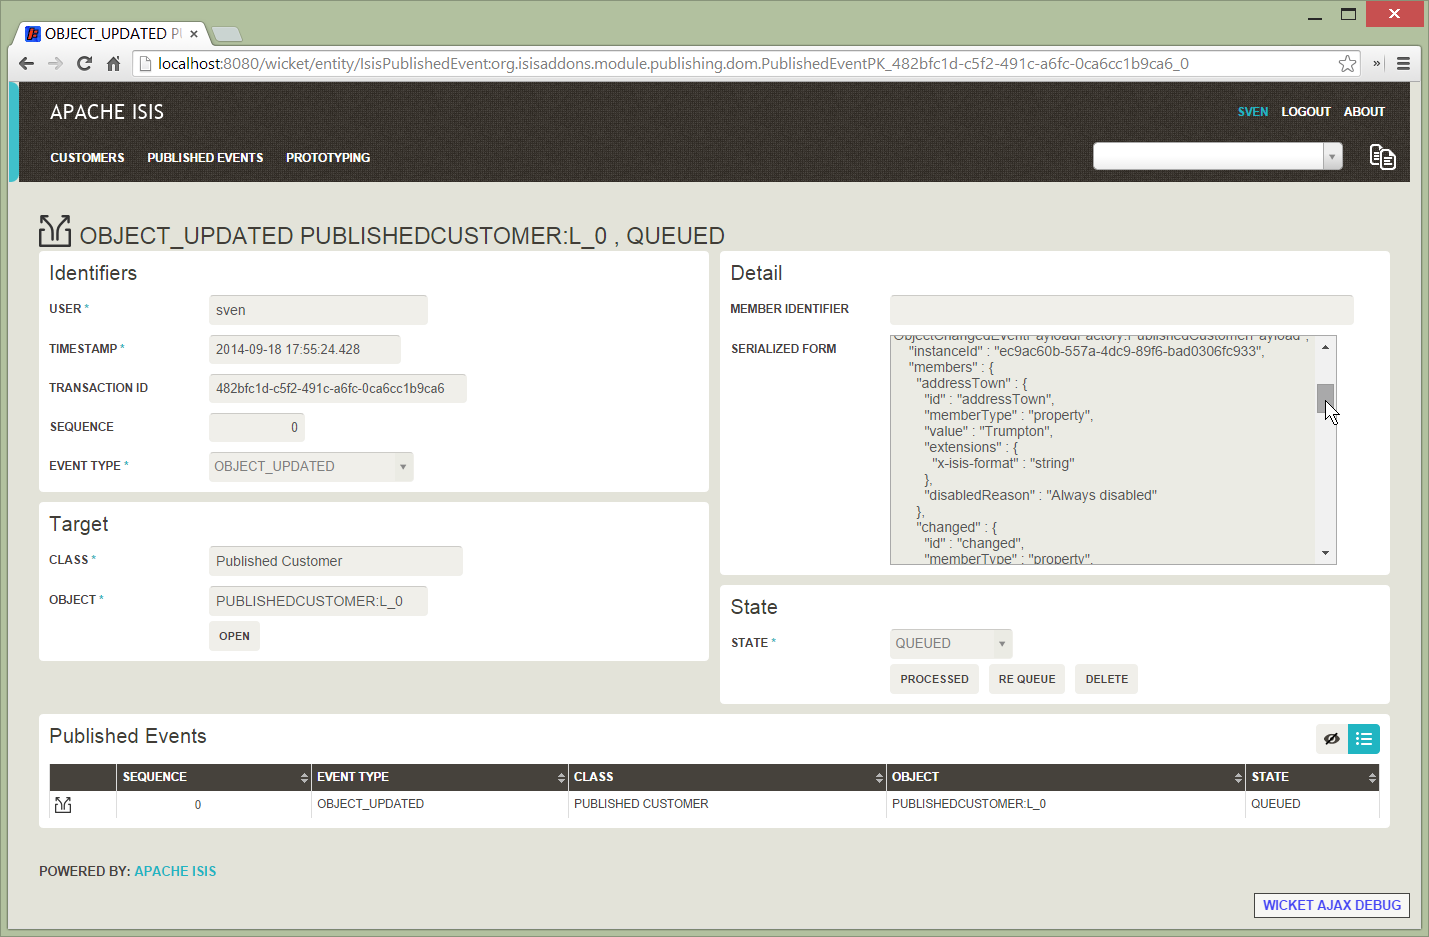 OBJECT_UPDATED P
localhost:8080/wicket/entity/IsisPublishedEvent:org.isisaddons.module.publishing.dom.PublishedEventPK_482bfc1d-c5f2-491c-a6fc-0ca6cc1b9ca6_0
APACHE ISIS
SVEN LOGOUT ABOUT
CUSTOMERS PUBLISHED EVENTS PROTOTYPING
OBJECT_UPDATED PUBLISHEDCUSTOMER:L_0 , QUEUED
Identifiers
USER *
sven
TIMESTAMP *
2014-09-18 17:55:24.428
TRANSACTION ID
482bfc1d-c5f2-491c-a6fc-0ca6cc1b9ca6
SEQUENCE
0
EVENT TYPE *
OBJECT_UPDATED
Target
CLASS *
Published Customer
OBJECT *
PUBLISHEDCUSTOMER:L_0
OPEN
Detail
MEMBER IDENTIFIER
SERIALIZED FORM
ObjectChangedEventPayloadFactory.PublishedCustomerPayload",
"instanceId" : "ec9ac60b-557a-4dc9-89f6-bad0306fc933",
"members" : {
"addressTown" : {
"id" : "addressTown",
"memberType" : "property",
"value" : "Trumpton",
"extensions" : {
"x-isis-format" : "string"
},
"disabledReason" : "Always disabled"
},
"changed" : {
"id" : "changed",
"memberType" : "property",
State
STATE *
QUEUED
PROCESSED RE QUEUE DELETE
Published Events
SEQUENCE EVENT TYPE CLASS OBJECT STATE
0 OBJECT_UPDATED PUBLISHED CUSTOMER PUBLISHEDCUSTOMER:L_0 QUEUED
POWERED BY: APACHE ISIS
WICKET AJAX DEBUG